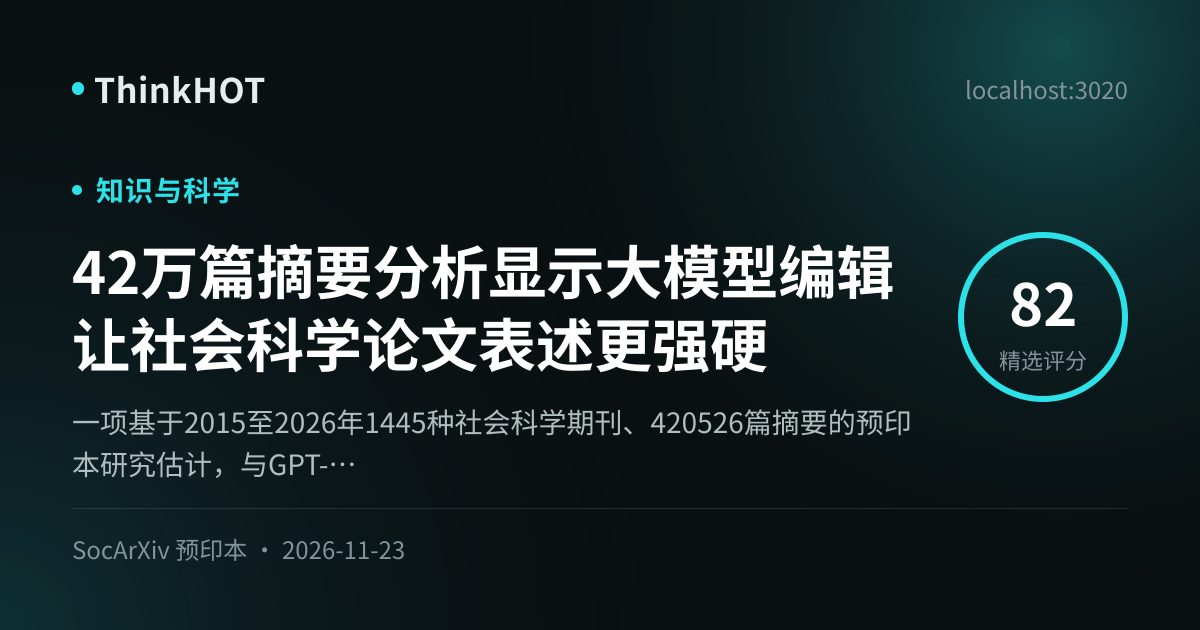 ThinkHOT
localhost:3020
知识与科学
42万篇摘要分析显示大模型编辑
让社会科学论文表述更强硬
82
精选评分
一项基于2015至2026年1445种社会科学期刊、420526篇摘要的预印
本研究估计，与GPT-…
SocArXiv 预印本 · 2026-11-23